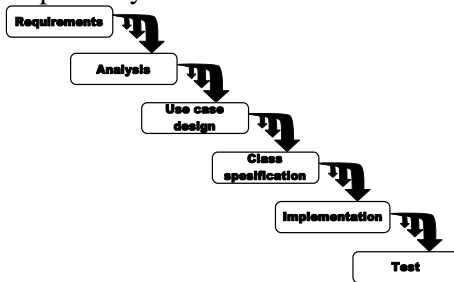 Requirements
Analysis
Use case
design
Class
spesification
Implementation
Test